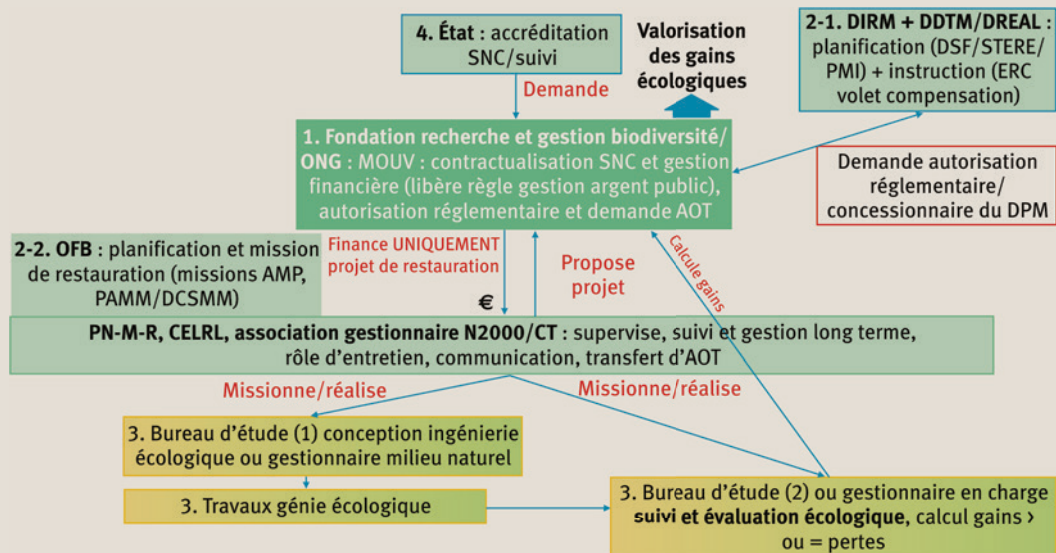 4. État : accréditation
SNC/suivi
Valorisation
des gains
écologiques
2-1. DIRM + DDTM/DREAL :
planification (DSF/STERE/
PMI) + instruction (ERC
volet compensation)
Demande
1. Fondation recherche et gestion biodiversité/
ONG : MOUV : contractualisation SNC et gestion
financière (libère règle gestion argent public),
autorisation réglementaire et demande AOT
Demande autorisation
réglementaire/
concessionnaire du DPM
2-2. OFB : planification et mission
de restauration (missions AMP,
PAMM/DCSMM)
Finance UNIQUEMENT
projet de restauration
€
Propose
projet
Calcule gains
PN-M-R, CELRL, association gestionnaire N2000/CT : supervise, suivi et gestion long terme,
rôle d'entretien, communication, transfert d'AOT
Missionne/réalise
Missionne/réalise
3. Bureau d'étude (1) conception ingénierie
écologique ou gestionnaire milieu naturel
3. Travaux génie écologique
3. Bureau d'étude (2) ou gestionnaire en charge
suivi et évaluation écologique, calcul gains >
ou = pertes